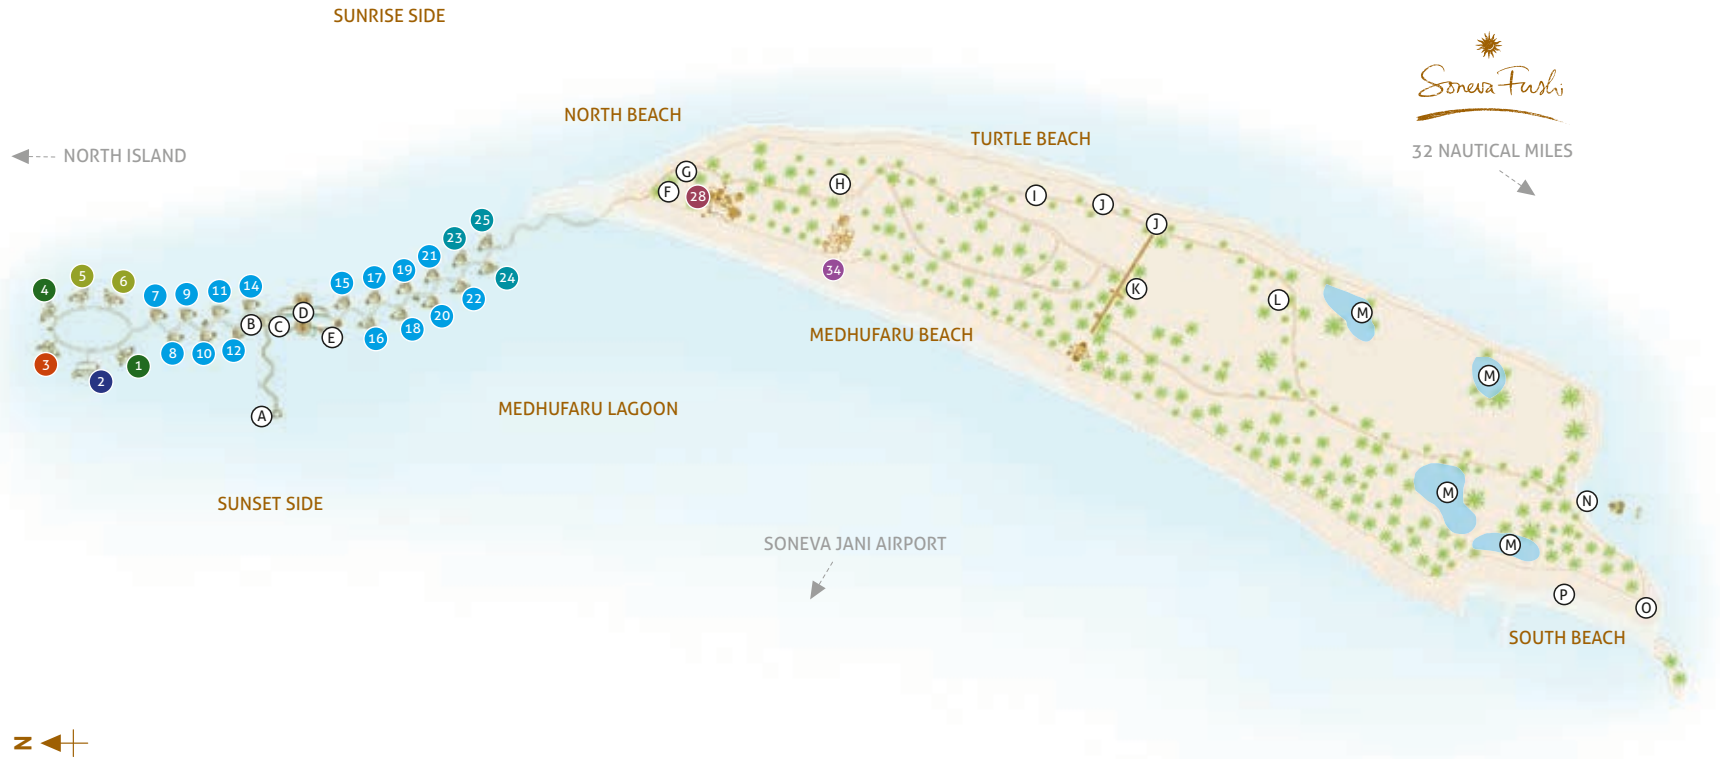 SUNRISE SIDE
Soneva Fushi
NORTH BEACH
TURTLE BEACH
NORTH ISLAND
32 NAUTICAL MILES
G
F
28
H
I
J
J
25
23
21
19
17
15
24
22
20
18
16
34
4
5
6
7
9
11
14
B
C
D
E
3
2
1
8
10
12
A
K
L
M
M
MEDHUFARU BEACH
MEDHUFARU LAGOON
SUNSET SIDE
SONEVA JANI AIRPORT
M
N
M
P
O
SOUTH BEACH
N